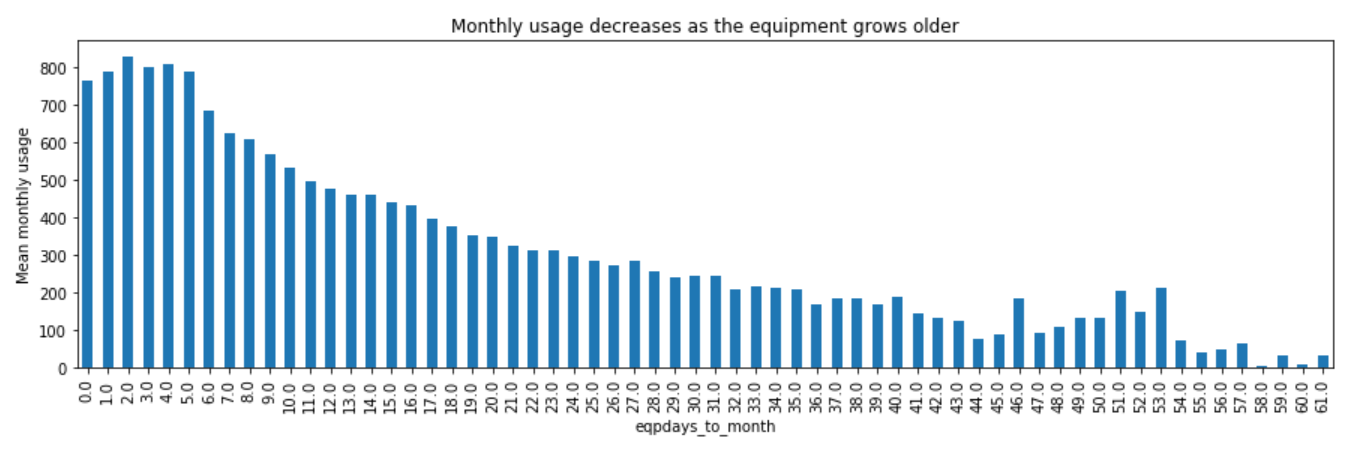 Monthly usage decreases as the equipment grows older
Mean monthly usage
800
700
600
500
400
300
200
100
0
0.0 1.0 2.0 3.0 4.0 5.0 6.0 7.0 8.0 9.0 10.0 11.0 12.0 13.0 14.0 15.0 16.0 17.0 18.0 19.0 20.0 21.0 22.0 23.0 24.0 25.0 26.0 27.0 28.0 29.0 30.0 31.0 32.0 33.0 34.0 35.0 36.0 37.0 38.0 39.0 40.0 41.0 42.0 43.0 44.0 45.0 46.0 47.0 48.0 49.0 50.0 51.0 52.0 53.0 54.0 55.0 56.0 57.0 58.0 59.0 60.0 61.0
eqpdays_to_month